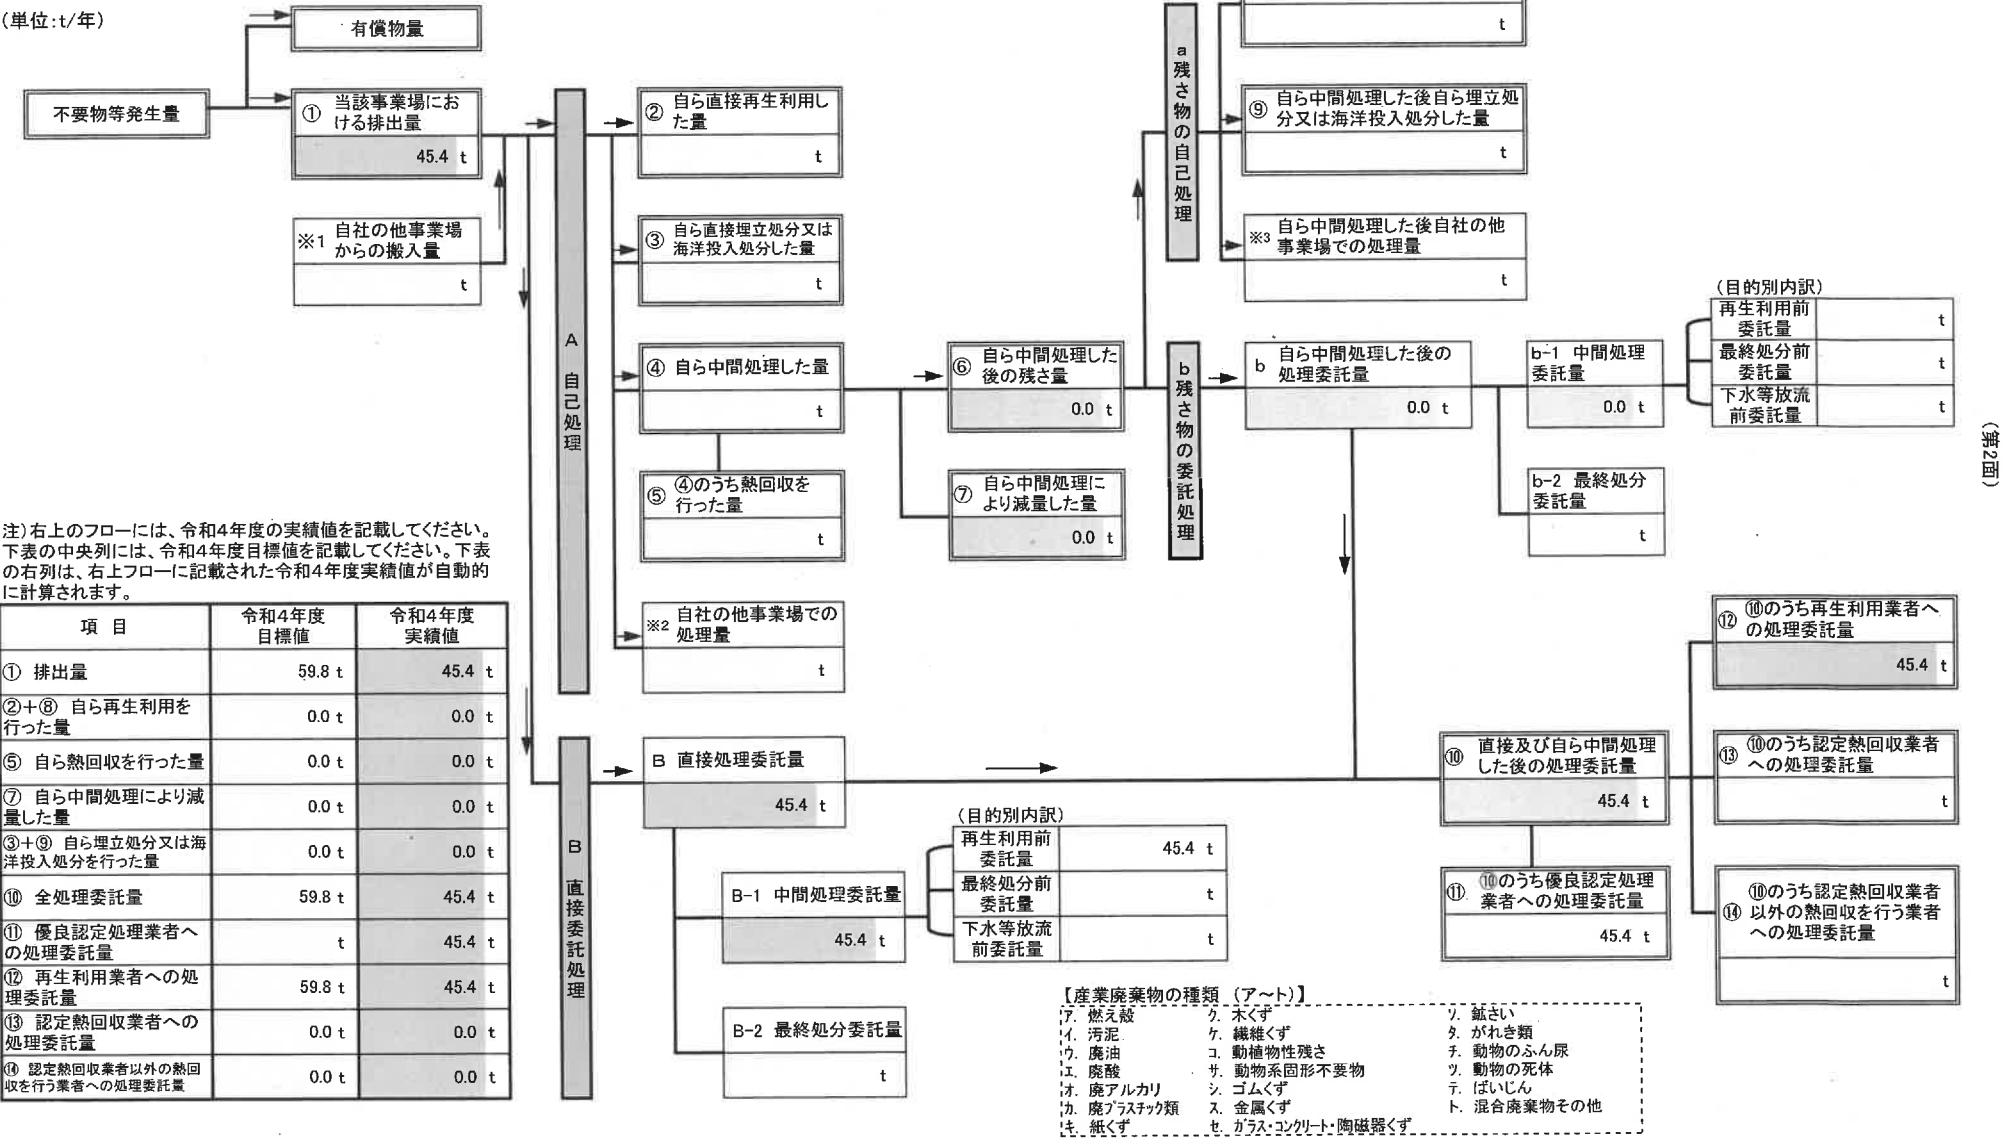 (単位:t/年)
有償物量
不要物等発生量
① 当該事業場にお
ける排出量
45.4 t
※1 自社の他事業場
からの搬入量
t
A 自己処理
② 自ら直接再生利用し
た量
t
③ 自ら直接埋立処分又は
海洋投入処分した量
t
④ 自ら中間処理した量
t
⑤ ④のうち熱回収を
行った量
t
※2 自社の他事業場での
処理量
t
⑥ 自ら中間処理した
後の残さ量
0.0 t
⑦ 自ら中間処理に
より減量した量
0.0 t
a 残さ物の自己処理
t
⑨ 自ら中間処理した後自ら埋立処
分又は海洋投入処分した量
t
※3 自ら中間処理した後自社の他
事業場での処理量
t
b 残さ物の委託処理
b 自ら中間処理した後の
処理委託量
0.0 t
b-1 中間処理
委託量
0.0 t
(目的別内訳)
再生利用前
委託量
t
最終処分前
委託量
t
下水等放流
前委託量
t
b-2 最終処分
委託量
t
(第2面)
注)右上のフローには、令和4年度の実績値を記載してください。
下表の中央列には、令和4年度目標値を記載してください。下表
の右列は、右上フローに記載された令和4年度実績値が自動的
に計算されます。
項 目 令和4年度
目標値 令和4年度
実績値
① 排出量 59.8 t 45.4 t
②+⑧ 自ら再生利用を
行った量 0.0 t 0.0 t
⑤ 自ら熱回収を行った量 0.0 t 0.0 t
⑦ 自ら中間処理により減
量した量 0.0 t 0.0 t
③+⑨ 自ら埋立処分又は海
洋投入処分を行った量 0.0 t 0.0 t
⑩ 全処理委託量 59.8 t 45.4 t
⑪ 優良認定処理業者へ
の処理委託量 t 45.4 t
⑫ 再生利用業者への処
理委託量 59.8 t 45.4 t
⑬ 認定熱回収業者への
処理委託量 0.0 t 0.0 t
⑭ 認定熱回収業者以外の熱回
収を行う業者への処理委託量 0.0 t 0.0 t
B 直接委託処理
B 直接処理委託量
45.4 t
B-1 中間処理委託量
45.4 t
(目的別内訳)
再生利用前
委託量
45.4 t
最終処分前
委託量
t
下水等放流
前委託量
t
B-2 最終処分委託量
t
⑩ 直接及び自ら中間処理
した後の処理委託量
45.4 t
⑪ ⑩のうち優良認定処理
業者への処理委託量
45.4 t
⑫ ⑩のうち再生利用業者へ
の処理委託量
45.4 t
⑬ ⑩のうち認定熱回収業者
への処理委託量
t
⑭ ⑩のうち認定熱回収業者
以外の熱回収を行う業者
への処理委託量
t
【産業廃棄物の種類 (ア〜ト)】
ア. 燃え殻
イ. 汚泥
ウ. 廃油
エ. 廃酸
オ. 廃アルカリ
カ. 廃プラスチック類
キ. 紙くず
ク. 木くず
ケ. 繊維くず
コ. 動植物性残さ
サ. 動物系固形不要物
シ. ゴムくず
ス. 金属くず
セ. ガラス・コンクリート・陶磁器くず
ソ. 鉱さい
タ. がれき類
チ. 動物のふん尿
ツ. 動物の死体
テ. ばいじん
ト. 混合廃棄物その他